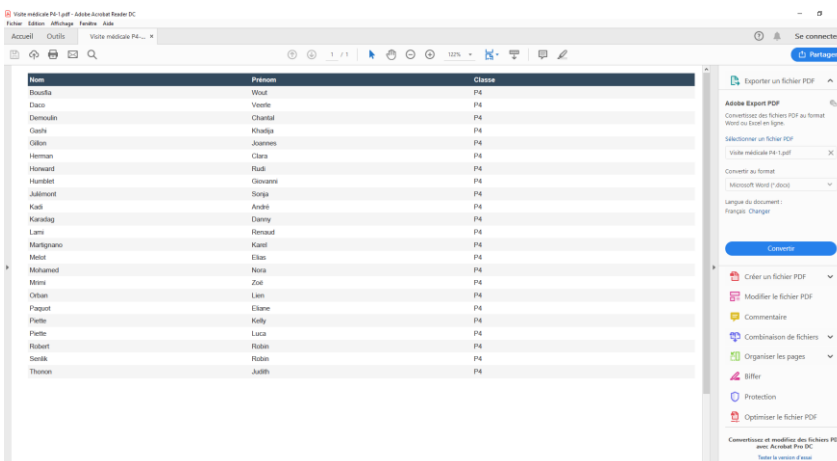 Visite médicale P4-1.pdf - Adobe Acrobat Reader DC
Fichier Edition Affichage Fenêtre Aide
Accueil Outils Visite médicale P4-... ×
Se connecte
1 / 1
132%
Partager
Nom Prénom Classe
Bousfia Wout P4
Daco Veerle P4
Demoulin Chantal P4
Gashi Khadija P4
Gillon Joannes P4
Herman Clara P4
Honward Rudi P4
Humblet Giovanni P4
Julémont Sonja P4
Kadi André P4
Karadag Danny P4
Lami Renaud P4
Martignano Karel P4
Melot Elias P4
Mohamed Nora P4
Mrimi Zoé P4
Orban Lien P4
Paquot Eliane P4
Piette Kelly P4
Piette Luca P4
Robert Robin P4
Senlik Robin P4
Thonon Judith P4
Exporter un fichier PDF
Adobe Export PDF
Convertissez des fichiers PDF au format
Word ou Excel en ligne.
Sélectionner un fichier PDF
Visite médicale P4-1.pdf ×
Convertir au format
Microsoft Word (*.docx)
Langue du document :
Français Changer
Convertir
Créer un fichier PDF
Modifier le fichier PDF
Commentaire
Combinaison de fichiers
Organiser les pages
Biffer
Protection
Optimiser le fichier PDF
Convertissez et modifiez des fichiers PD
avec Acrobat Pro DC
Tester la version d'essai